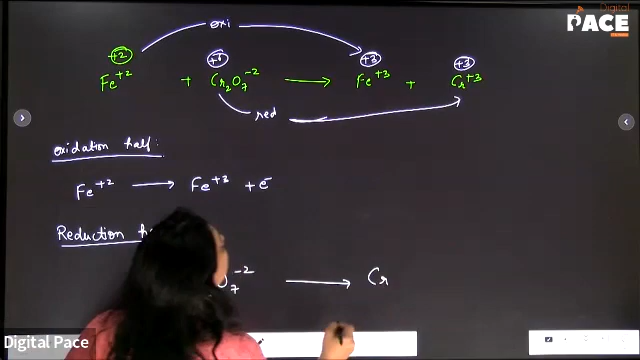 Digital
PACE
oxi
+2 +6 +3 +3
Fe+2 + Cr2O7-2 → Fe+3 + Cr+3
red
oxidation half:
Fe+2 → Fe+3 + e-
Reduction
7-2 → Cr
Digital Pace